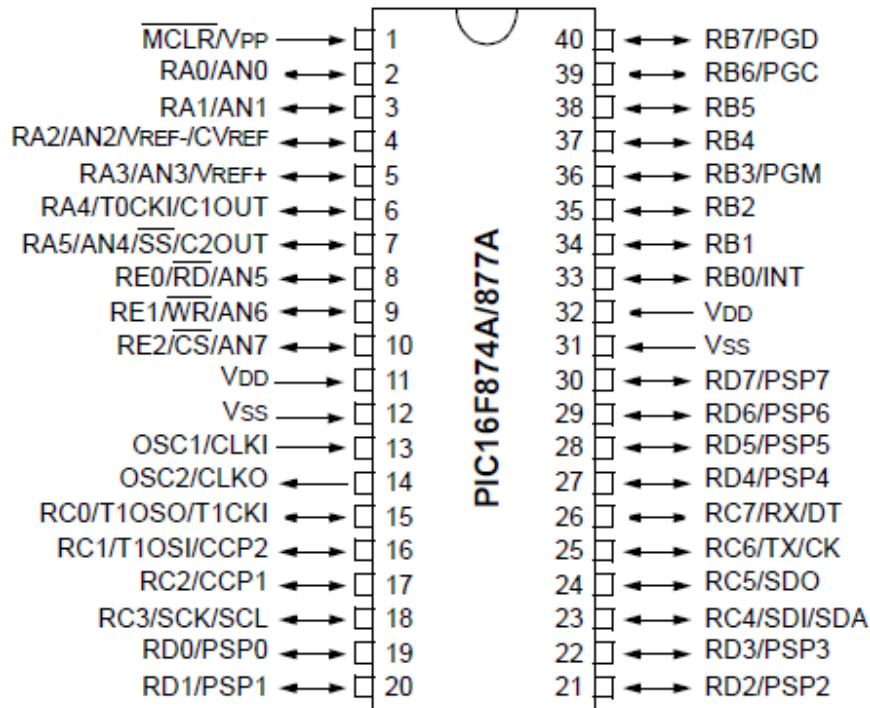 MCLR/VPP 1 40 RB7/PGD
RA0/AN0 2 39 RB6/PGC
RA1/AN1 3 38 RB5
RA2/AN2/VREF-/CVREF 4 37 RB4
RA3/AN3/VREF+ 5 36 RB3/PGM
RA4/T0CKI/C1OUT 6 35 RB2
RA5/AN4/SS/C2OUT 7 34 RB1
RE0/RD/AN5 8 33 RB0/INT
RE1/WR/AN6 9 32 VDD
RE2/CS/AN7 10 31 VSS
VDD 11 30 RD7/PSP7
VSS 12 29 RD6/PSP6
OSC1/CLKI 13 28 RD5/PSP5
OSC2/CLKO 14 27 RD4/PSP4
RC0/T1OSO/T1CKI 15 26 RC7/RX/DT
RC1/T1OSI/CCP2 16 25 RC6/TX/CK
RC2/CCP1 17 24 RC5/SDO
RC3/SCK/SCL 18 23 RC4/SDI/SDA
RD0/PSP0 19 22 RD3/PSP3
RD1/PSP1 20 21 RD2/PSP2
PIC16F874A/877A